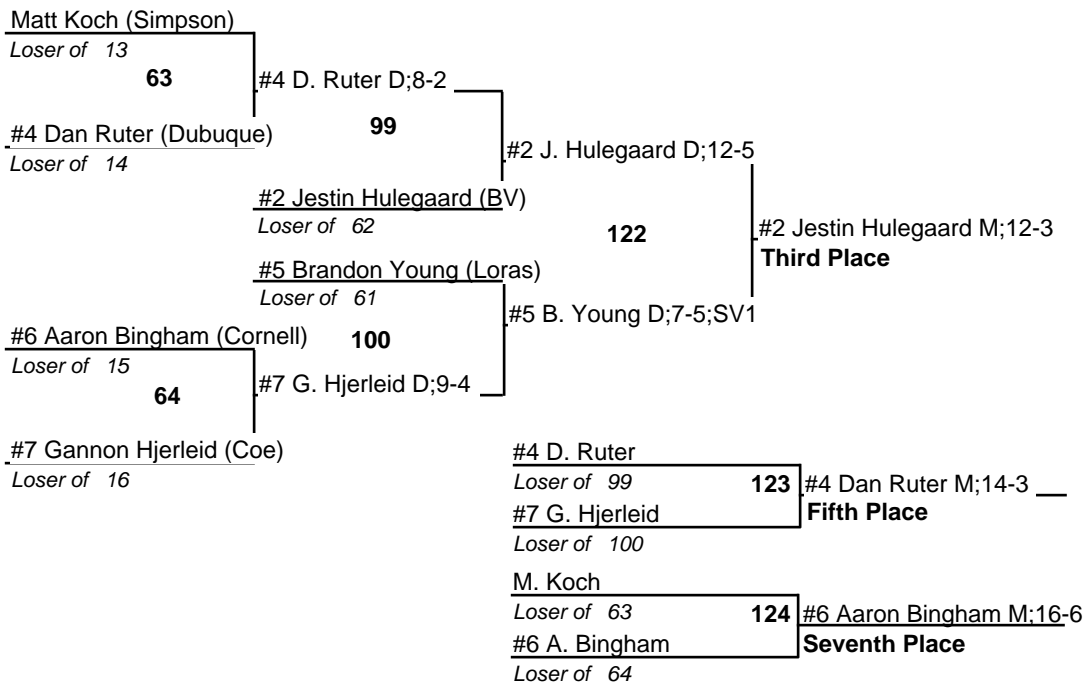 Matt Koch (Simpson)
Loser of 13
63
#4 D. Ruter D;8-2
99
#4 Dan Ruter (Dubuque)
Loser of 14
#2 J. Hulegaard D;12-5
#2 Jestin Hulegaard (BV)
Loser of 62
122
#2 Jestin Hulegaard M;12-3
Third Place
#5 Brandon Young (Loras)
Loser of 61
#5 B. Young D;7-5;SV1
#6 Aaron Bingham (Cornell)
100
Loser of 15
64
#7 G. Hjerleid D;9-4
#7 Gannon Hjerleid (Coe)
Loser of 16
#4 D. Ruter
Loser of 99
123
#4 Dan Ruter M;14-3
#7 G. Hjerleid
Fifth Place
Loser of 100
M. Koch
Loser of 63
124
#6 Aaron Bingham M;16-6
#6 A. Bingham
Seventh Place
Loser of 64